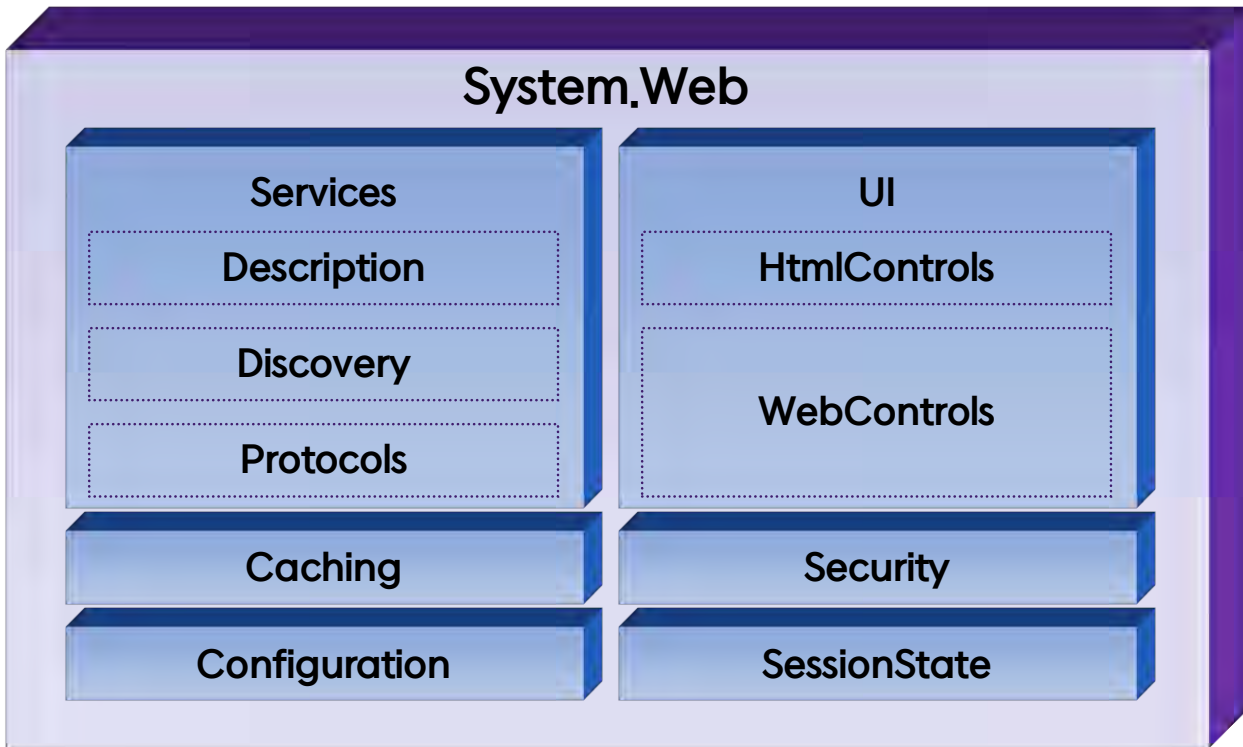 System.Web
Services
Description
Discovery
Protocols
UI
HtmlControls
WebControls
Caching
Security
Configuration
SessionState